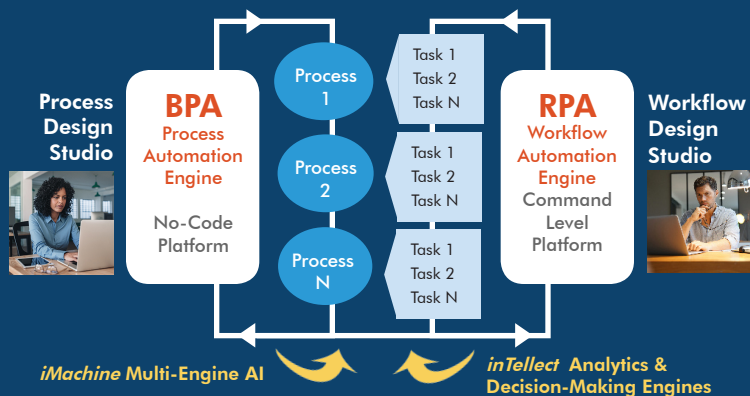 Process
Design
Studio
BPA
Process
Automation
Engine
No-Code
Platform
Process
1
Process
2
Process
N
Task 1
Task 2
Task N
Task 1
Task 2
Task N
Task 1
Task 2
Task N
RPA
Workflow
Automation
Engine
Command
Level
Platform
Workflow
Design
Studio
iMachine Multi-Engine AI
inTellect Analytics &
Decision-Making Engines